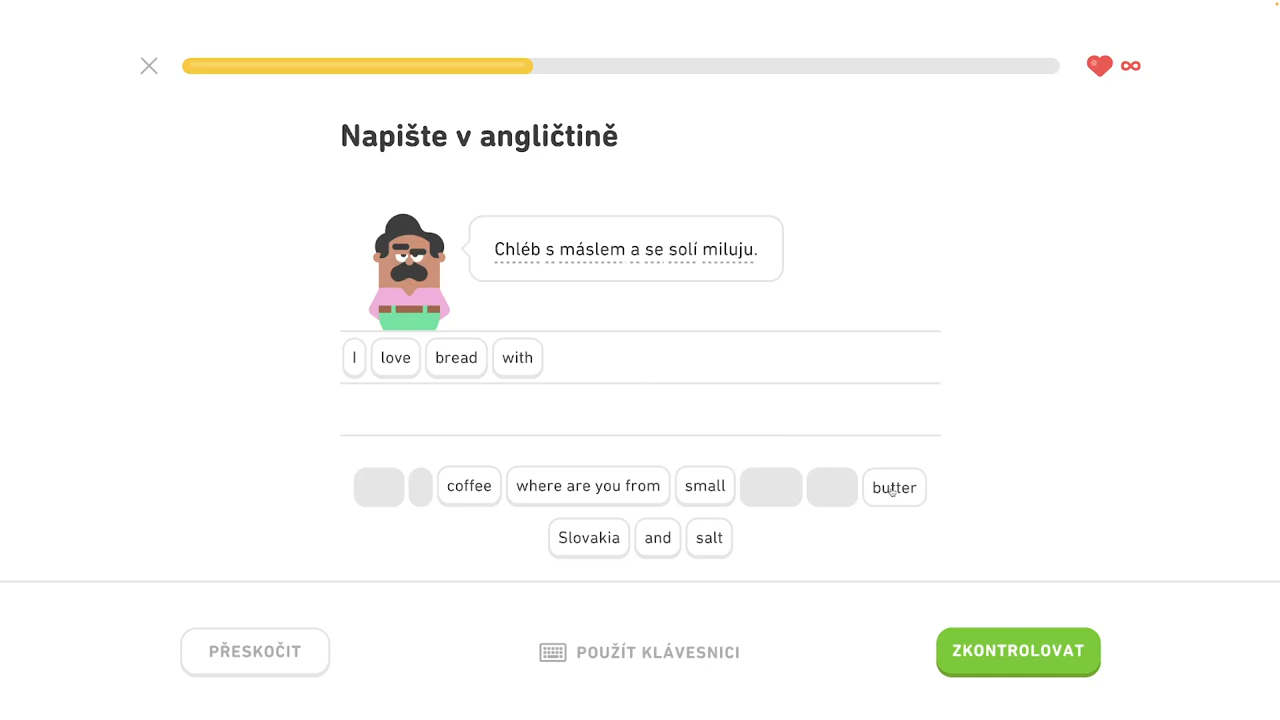 Napište v angličtině
Chléb s máslem a se solí miluju.
I love bread with
coffee where are you from small butter
Slovakia and salt
PŘESKOČIT POUŽÍT KLÁVESNICI ZKONTROLOVAT